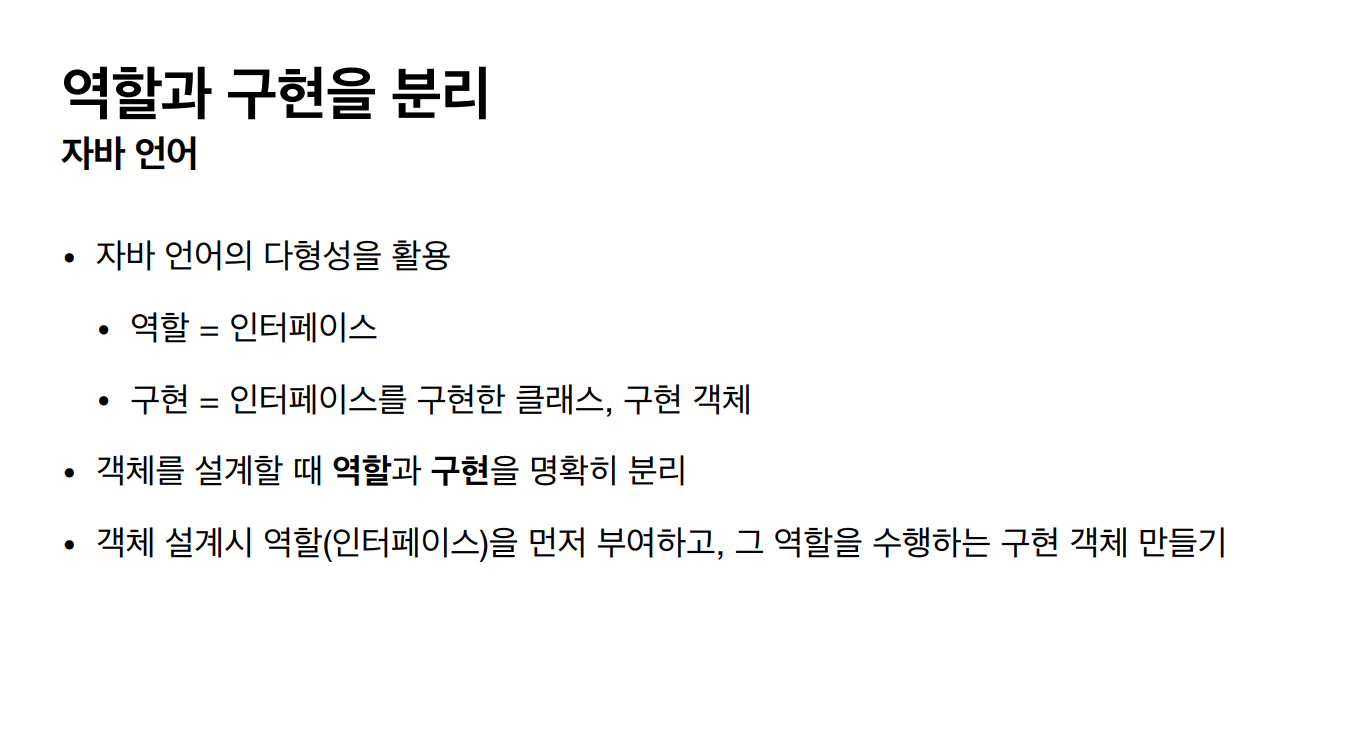 역할과 구현을 분리
자바 언어
• 자바 언어의 다형성을 활용
• 역할 = 인터페이스
• 구현 = 인터페이스를 구현한 클래스, 구현 객체
• 객체를 설계할 때 역할과 구현을 명확히 분리
• 객체 설계시 역할(인터페이스)을 먼저 부여하고, 그 역할을 수행하는 구현 객체 만들기